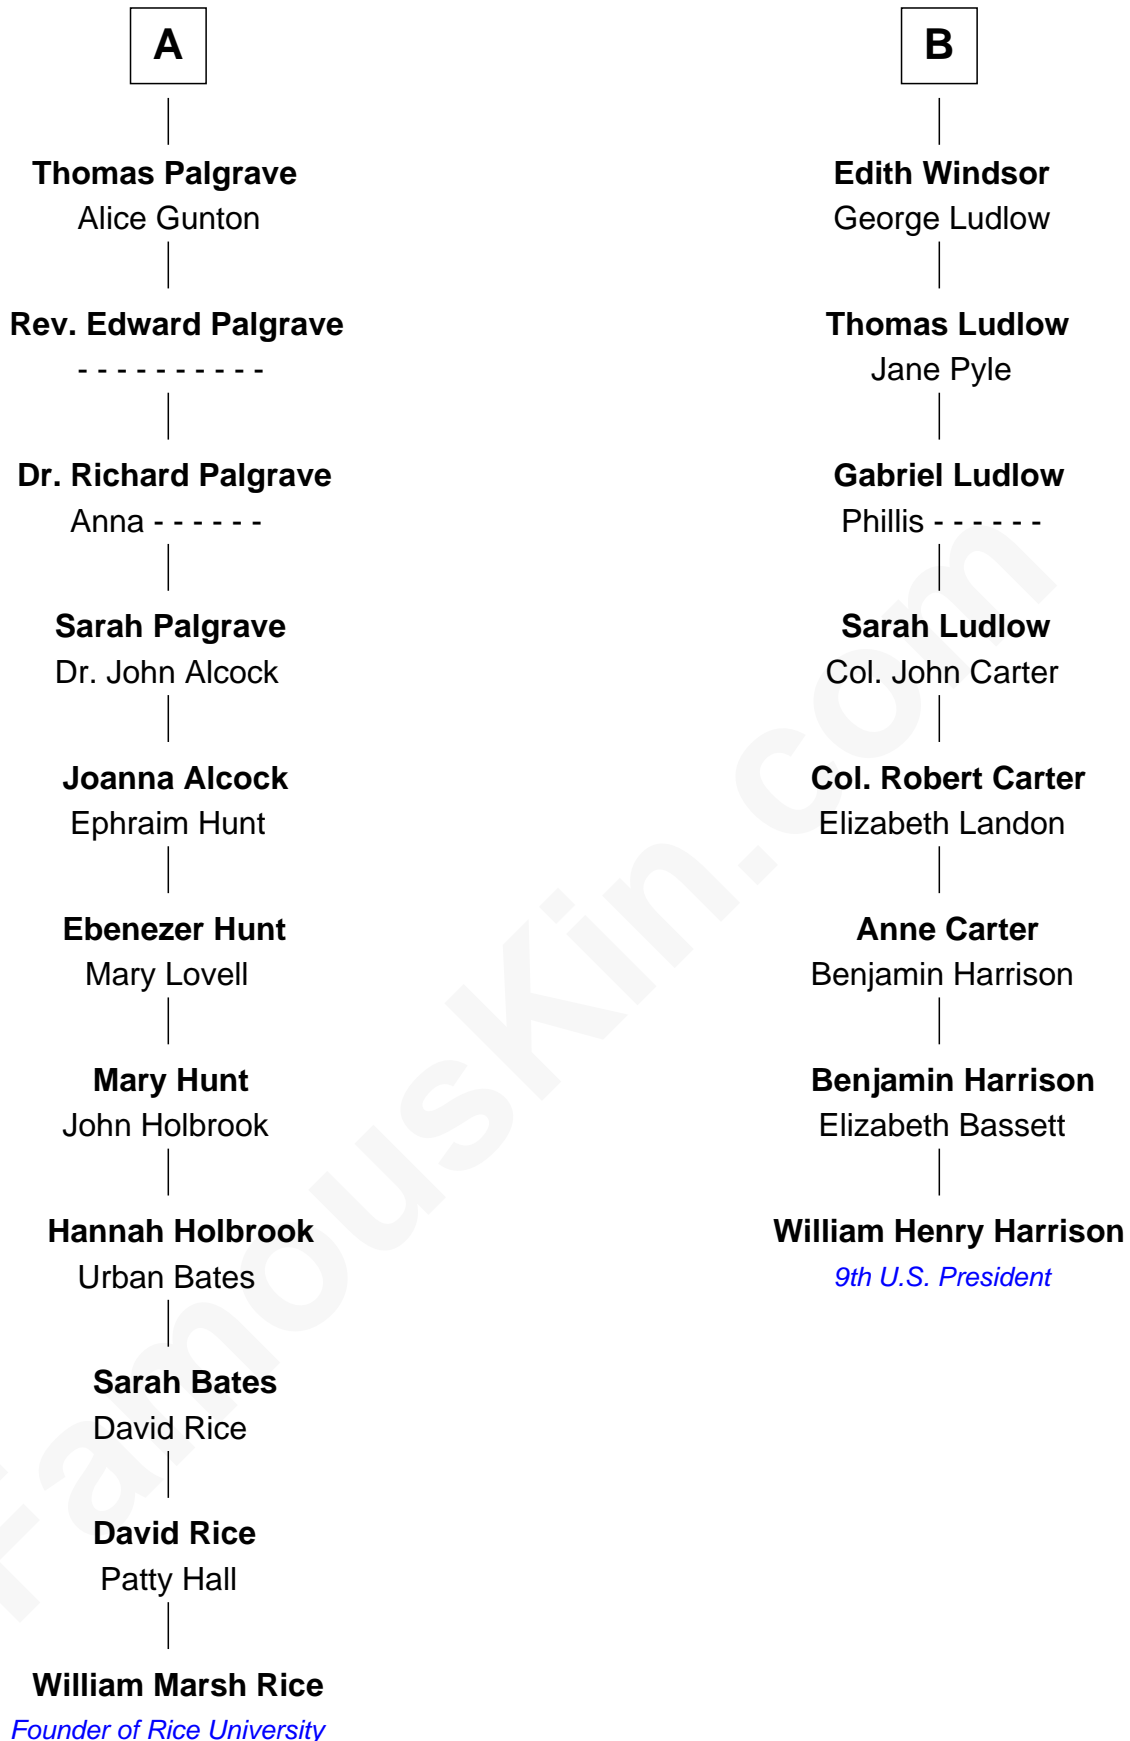 A
Thomas Palgrave
Alice Gunton
Rev. Edward Palgrave
- - - - - - - - - -
Dr. Richard Palgrave
Anna - - - - - -
Sarah Palgrave
Dr. John Alcock
Joanna Alcock
Ephraim Hunt
Ebenezer Hunt
Mary Lovell
Mary Hunt
John Holbrook
Hannah Holbrook
Urban Bates
Sarah Bates
David Rice
David Rice
Patty Hall
William Marsh Rice
Founder of Rice University
B
Edith Windsor
George Ludlow
Thomas Ludlow
Jane Pyle
Gabriel Ludlow
Phillis - - - - - -
Sarah Ludlow
Col. John Carter
Col. Robert Carter
Elizabeth Landon
Anne Carter
Benjamin Harrison
Benjamin Harrison
Elizabeth Bassett
William Henry Harrison
9th U.S. President
FamousKin.com